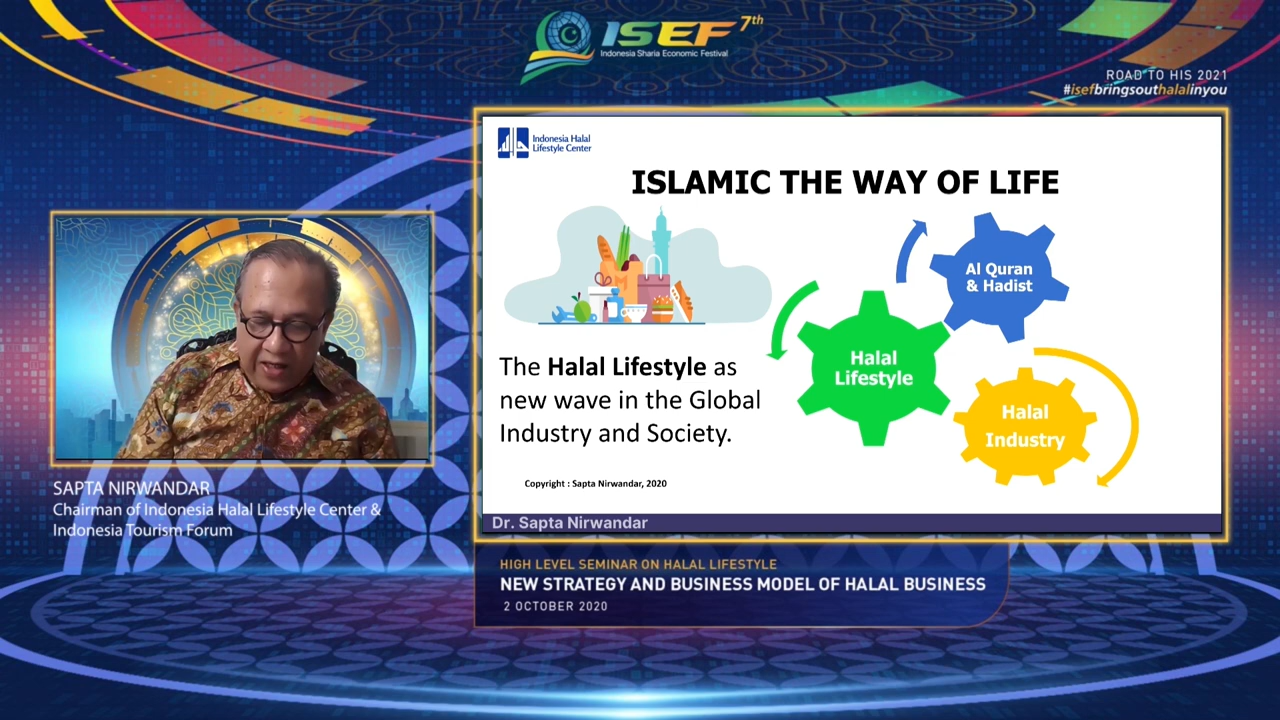 ISEF 7th
Indonesia Sharia Economic Festival
ROAD TO HIS 2021
#isefbringsouthalalinyou
Indonesia Halal
Lifestyle Center
ISLAMIC THE WAY OF LIFE
Al Quran
& Hadist
Halal
Lifestyle
Halal
Industry
The Halal Lifestyle as
new wave in the Global
Industry and Society.
Copyright : Sapta Nirwandar, 2020
Dr. Sapta Nirwandar
SAPTA NIRWANDAR
Chairman of Indonesia Halal Lifestyle Center &
Indonesia Tourism Forum
HIGH LEVEL SEMINAR ON HALAL LIFESTYLE
NEW STRATEGY AND BUSINESS MODEL OF HALAL BUSINESS
2 OCTOBER 2020